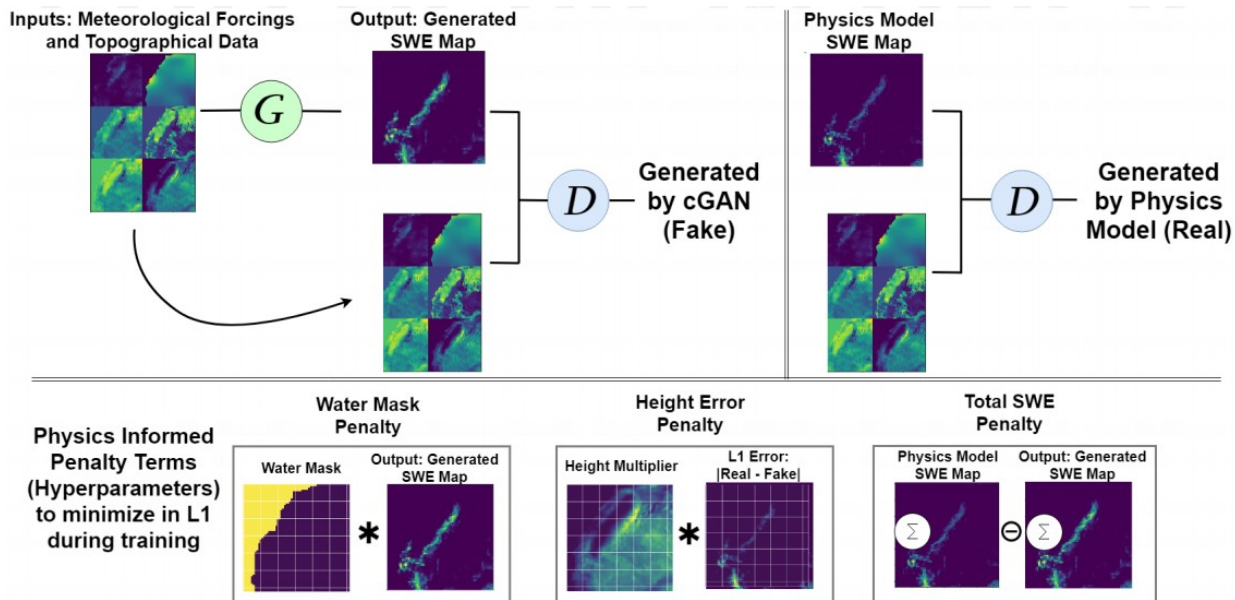 Inputs: Meteorological Forcings
and Topographical Data
G
Output: Generated
SWE Map
D
Generated
by cGAN
(Fake)
Physics Model
SWE Map
D
Generated
by Physics
Model (Real)
Physics Informed
Penalty Terms
(Hyperparameters)
to minimize in L1
during training
Water Mask
Penalty
Water Mask
*
Output: Generated
SWE Map
Height Error
Penalty
Height Multiplier
*
L1 Error:
|Real - Fake|
Total SWE
Penalty
Physics Model
SWE Map
Σ
⊖
Output: Generated
SWE Map
Σ